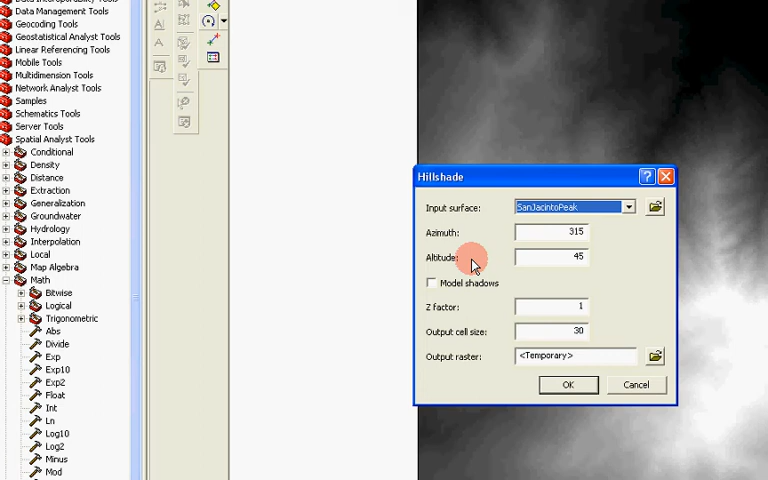 Data Interoperability Tools
Data Management Tools
Geocoding Tools
Geostatistical Analyst Tools
Linear Referencing Tools
Mobile Tools
Multidimension Tools
Network Analyst Tools
Samples
Schematics Tools
Server Tools
Spatial Analyst Tools
Conditional
Density
Distance
Extraction
Generalization
Groundwater
Hydrology
Interpolation
Local
Map Algebra
Math
Bitwise
Logical
Trigonometric
Abs
Divide
Exp
Exp10
Exp2
Float
Int
Ln
Log10
Log2
Minus
Mod
Hillshade
Input surface: SanJacintoPeak
Azimuth: 315
Altitude: 45
Model shadows
Z factor: 1
Output cell size: 30
Output raster: <Temporary>
OK Cancel